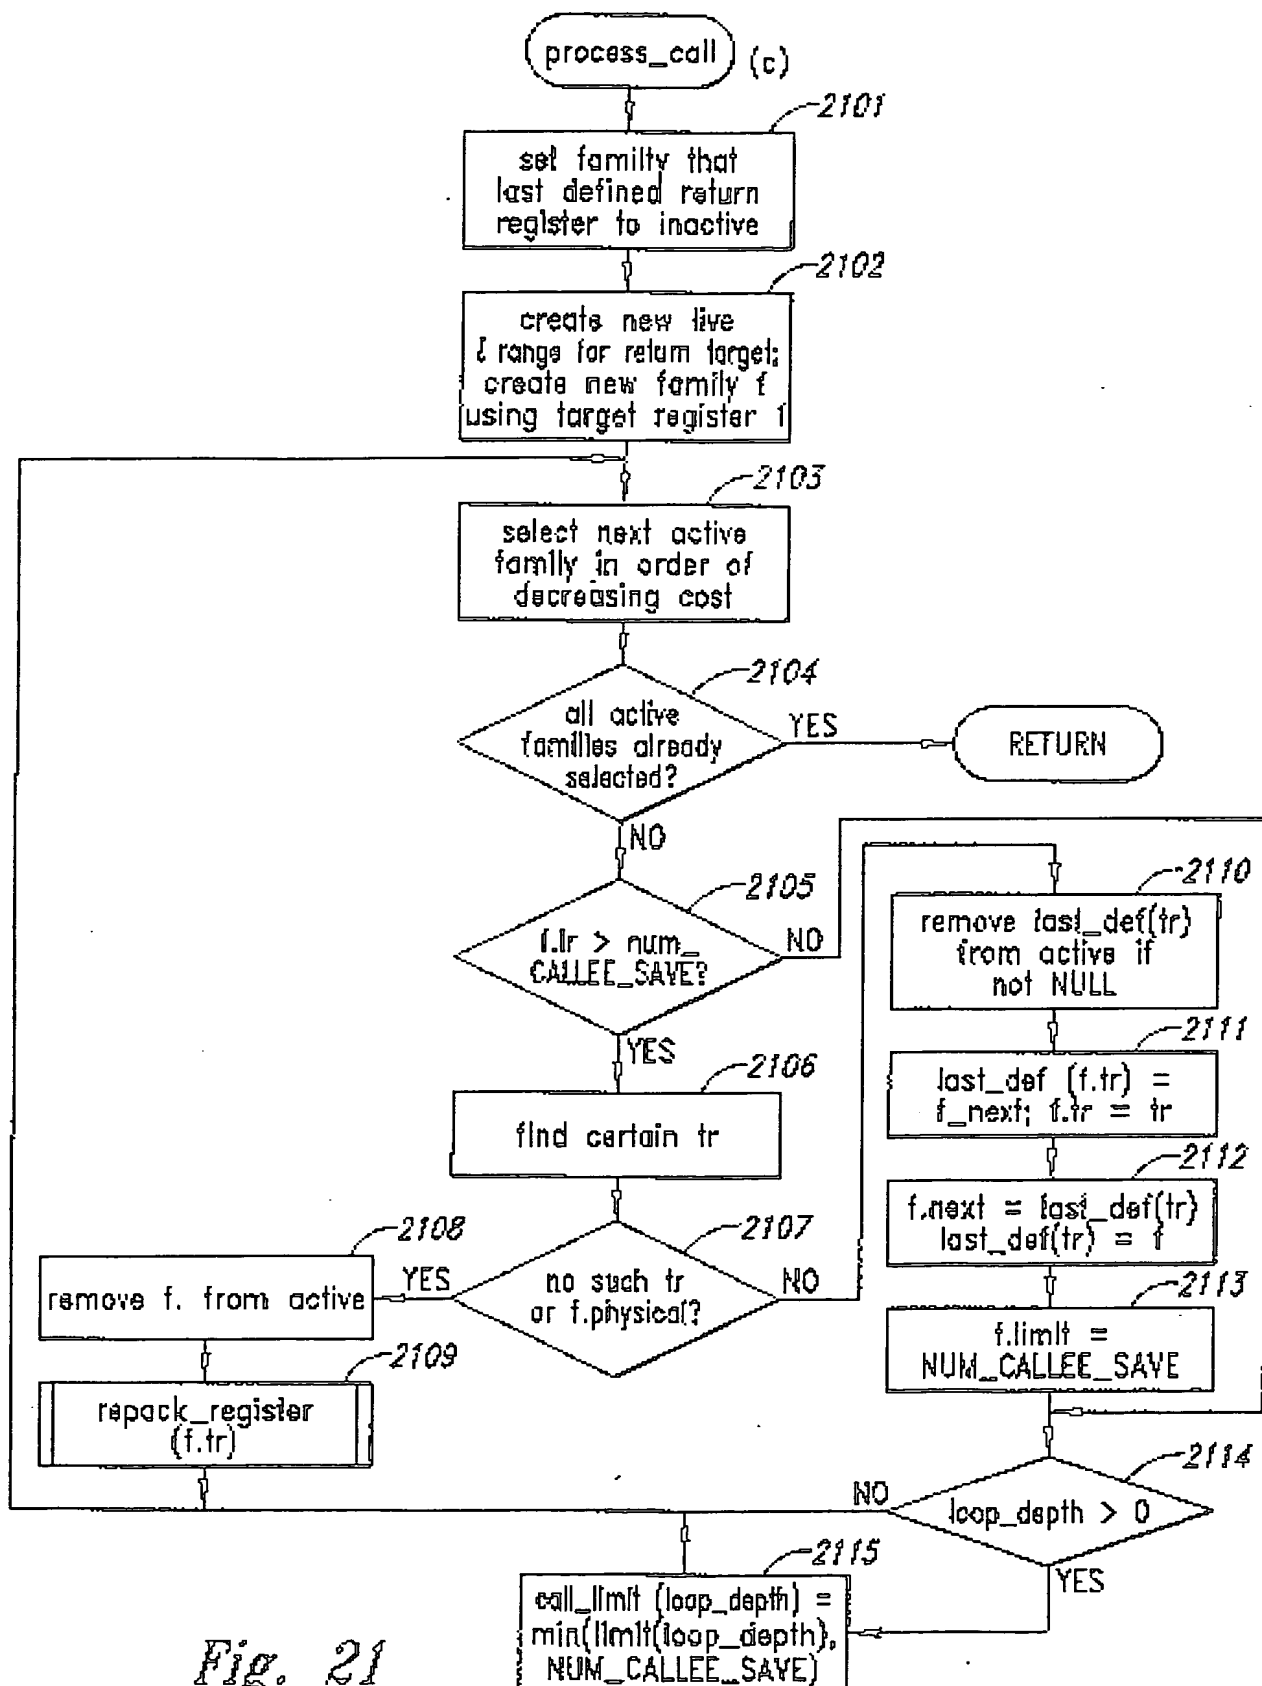 process_call (c)
2101
set familty that
last defined return
register to inactive
2102
create new live
range for return target;
create new family f
using target register
2103
select next active
family in order of
decreasing cost
2104
all active
families already
selected?
YES
RETURN
NO
2105
f.tr > num_
CALLEE_SAVE?
NO
YES
2106
find certain tr
2107
no such tr
or f.physical?
YES
NO
2108
remove f. from active
2109
repack_register
(f.tr)
2110
remove last_def(tr)
from active if
not NULL
2111
last_def (f.tr) =
f_next; f.tr = tr
2112
f.next = last_def(tr)
last_def(tr) = f
2113
f.limit =
NUM_CALLEE_SAVE
2114
loop_depth > 0
NO
YES
2115
call_limit (loop_depth) =
min(limit(loop_depth),
NUM_CALLEE_SAVE)
Fig. 21